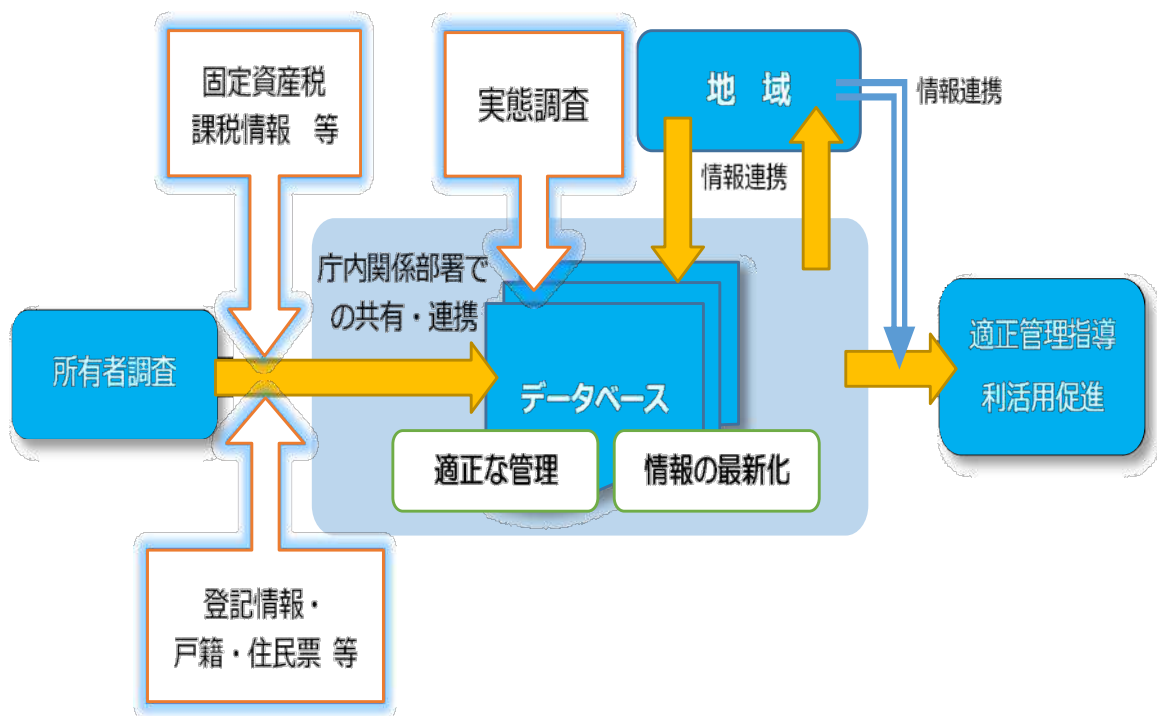 固定資産税
課税情報 等
実態調査
地 域
情報連携
情報連携
庁内関係部署で
の共有・連携
所有者調査
データベース
適正管理指導
利活用促進
適正な管理
情報の最新化
登記情報・
戸籍・住民票 等